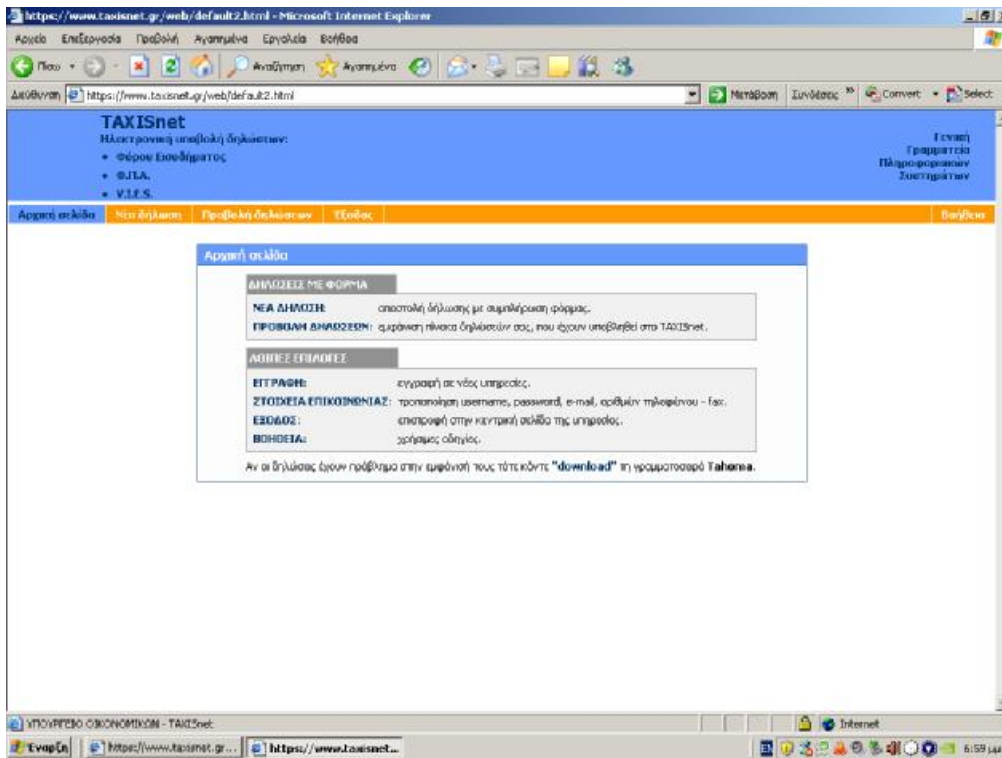 https://www.taxisnet.gr/web/default2.html - Microsoft Internet Explorer
Αρχείο Επεξεργασία Προβολή Αγαπημένα Εργαλεία Βοήθεια
Πίσω Αναζήτηση Αγαπημένα
Διεύθυνση https://www.taxisnet.gr/web/default2.html Μετάβαση Συνδέσεις » Convert Select
TAXISnet
Ηλεκτρονική υποβολή δηλώσεων:
• Φόρου Εισοδήματος
• Φ.Π.Α.
• V.I.E.S.
Γενική
Γραμματεία
Πληροφοριακών
Συστημάτων
Αρχική σελίδα Νέα δήλωση Προβολή δηλώσεων Έξοδος Βοήθεια
Αρχική σελίδα
ΔΗΛΩΣΕΙΣ ΜΕ ΦΟΡΜΑ
ΝΕΑ ΔΗΛΩΣΗ: αποστολή δήλωσης με συμπλήρωση φόρμας.
ΠΡΟΒΟΛΗ ΔΗΛΩΣΕΩΝ: εμφάνιση πίνακα δηλώσεών σας, που έχουν υποβληθεί στο TAXISnet.
ΛΟΙΠΕΣ ΕΠΙΛΟΓΕΣ
ΕΓΓΡΑΦΗ: εγγραφή σε νέες υπηρεσίες.
ΣΤΟΙΧΕΙΑ ΕΠΙΚΟΙΝΩΝΙΑΣ: τροποποίηση username, password, e-mail, αριθμών τηλεφώνου - fax.
ΕΞΟΔΟΣ: επιστροφή στην κεντρική σελίδα της υπηρεσίας.
ΒΟΗΘΕΙΑ: χρήσιμες οδηγίες.
Αν οι δηλώσεις έχουν πρόβλημα στην εμφάνισή τους τότε κάντε "download" τη γραμματοσειρά Tahoma.
ΥΠΟΥΡΓΕΙΟ ΟΙΚΟΝΟΜΙΚΩΝ - TAXISnet Internet
Έναρξη https://www.taxisnet.gr... https://www.taxisnet... EN 6:59 μμ